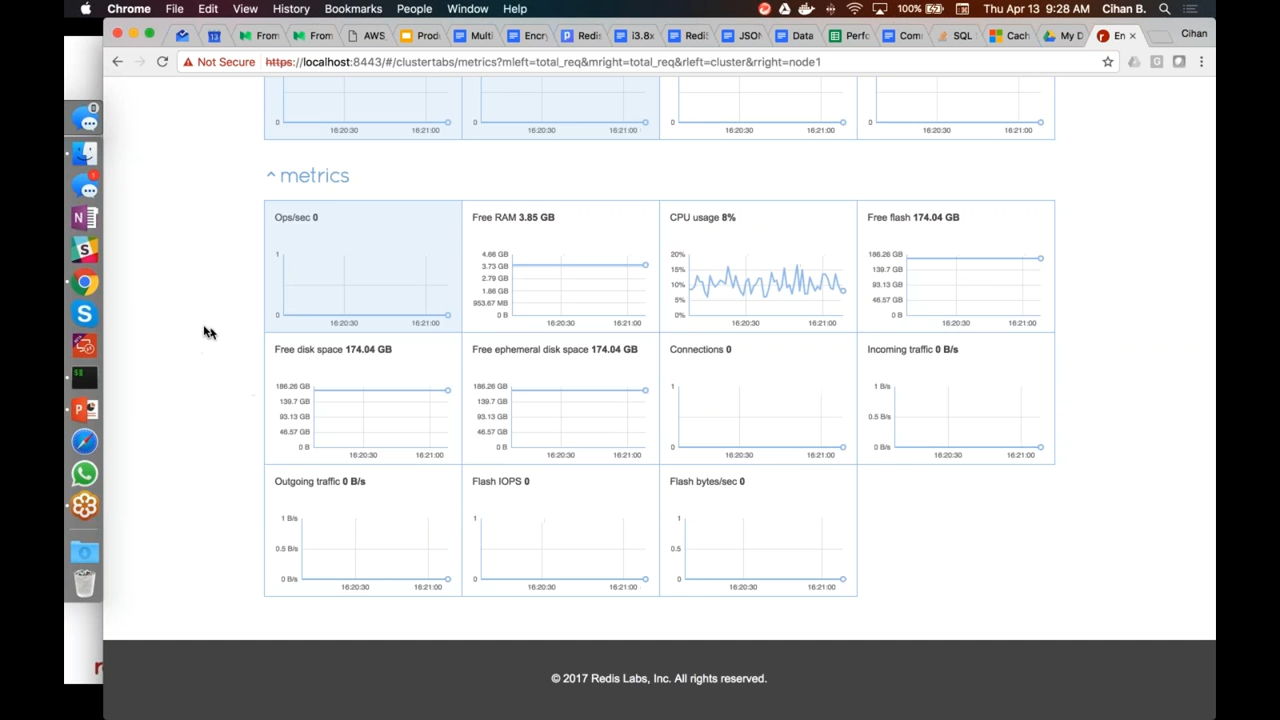 Chrome File Edit View History Bookmarks People Window Help 100% Thu Apr 13 9:28 AM Cihan B.
13 From From AWS Prod Multi Encry Redis i3.8x RediS JSON Data Perfo Com SQL Cach My D En Cihan
Not Secure https://localhost:8443/#/clustertabs/metrics?mleft=total_req&mright=total_req&rleft=cluster&rright=node1
0 0 0 0
16:20:30 16:21:00 16:20:30 16:21:00 16:20:30 16:21:00 16:20:30 16:21:00
metrics
Ops/sec 0
1
0
16:20:30 16:21:00
Free RAM 3.85 GB
4.66 GB
3.73 GB
2.79 GB
1.86 GB
953.67 MB
0 B
16:20:30 16:21:00
CPU usage 8%
20%
15%
10%
5%
0%
16:20:30 16:21:00
Free flash 174.04 GB
186.26 GB
139.7 GB
93.13 GB
46.57 GB
0 B
16:20:30 16:21:00
Free disk space 174.04 GB
186.26 GB
139.7 GB
93.13 GB
46.57 GB
0 B
16:20:30 16:21:00
Free ephemeral disk space 174.04 GB
186.26 GB
139.7 GB
93.13 GB
46.57 GB
0 B
16:20:30 16:21:00
Connections 0
1
0
16:20:30 16:21:00
Incoming traffic 0 B/s
1 B/s
0.5 B/s
0 B/s
16:20:30 16:21:00
Outgoing traffic 0 B/s
1 B/s
0.5 B/s
0 B/s
16:20:30 16:21:00
Flash IOPS 0
1
0
16:20:30 16:21:00
Flash bytes/sec 0
1
0.5
0
16:20:30 16:21:00
© 2017 Redis Labs, Inc. All rights reserved.